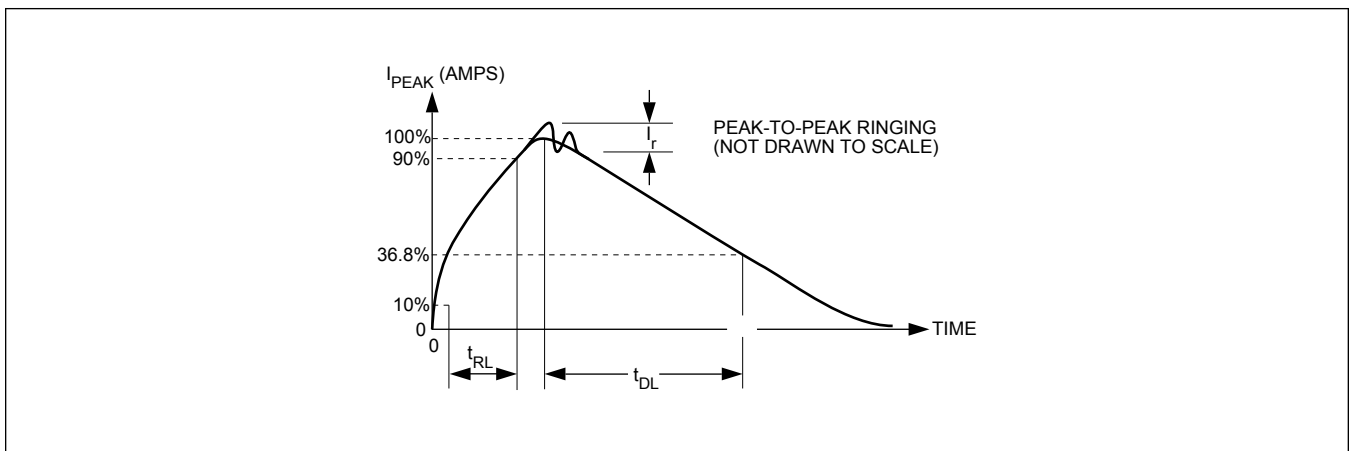 IPEAK (AMPS)
100%
90%
Ir
PEAK-TO-PEAK RINGING
(NOT DRAWN TO SCALE)
36.8%
10%
0
0
TIME
tRL
tDL